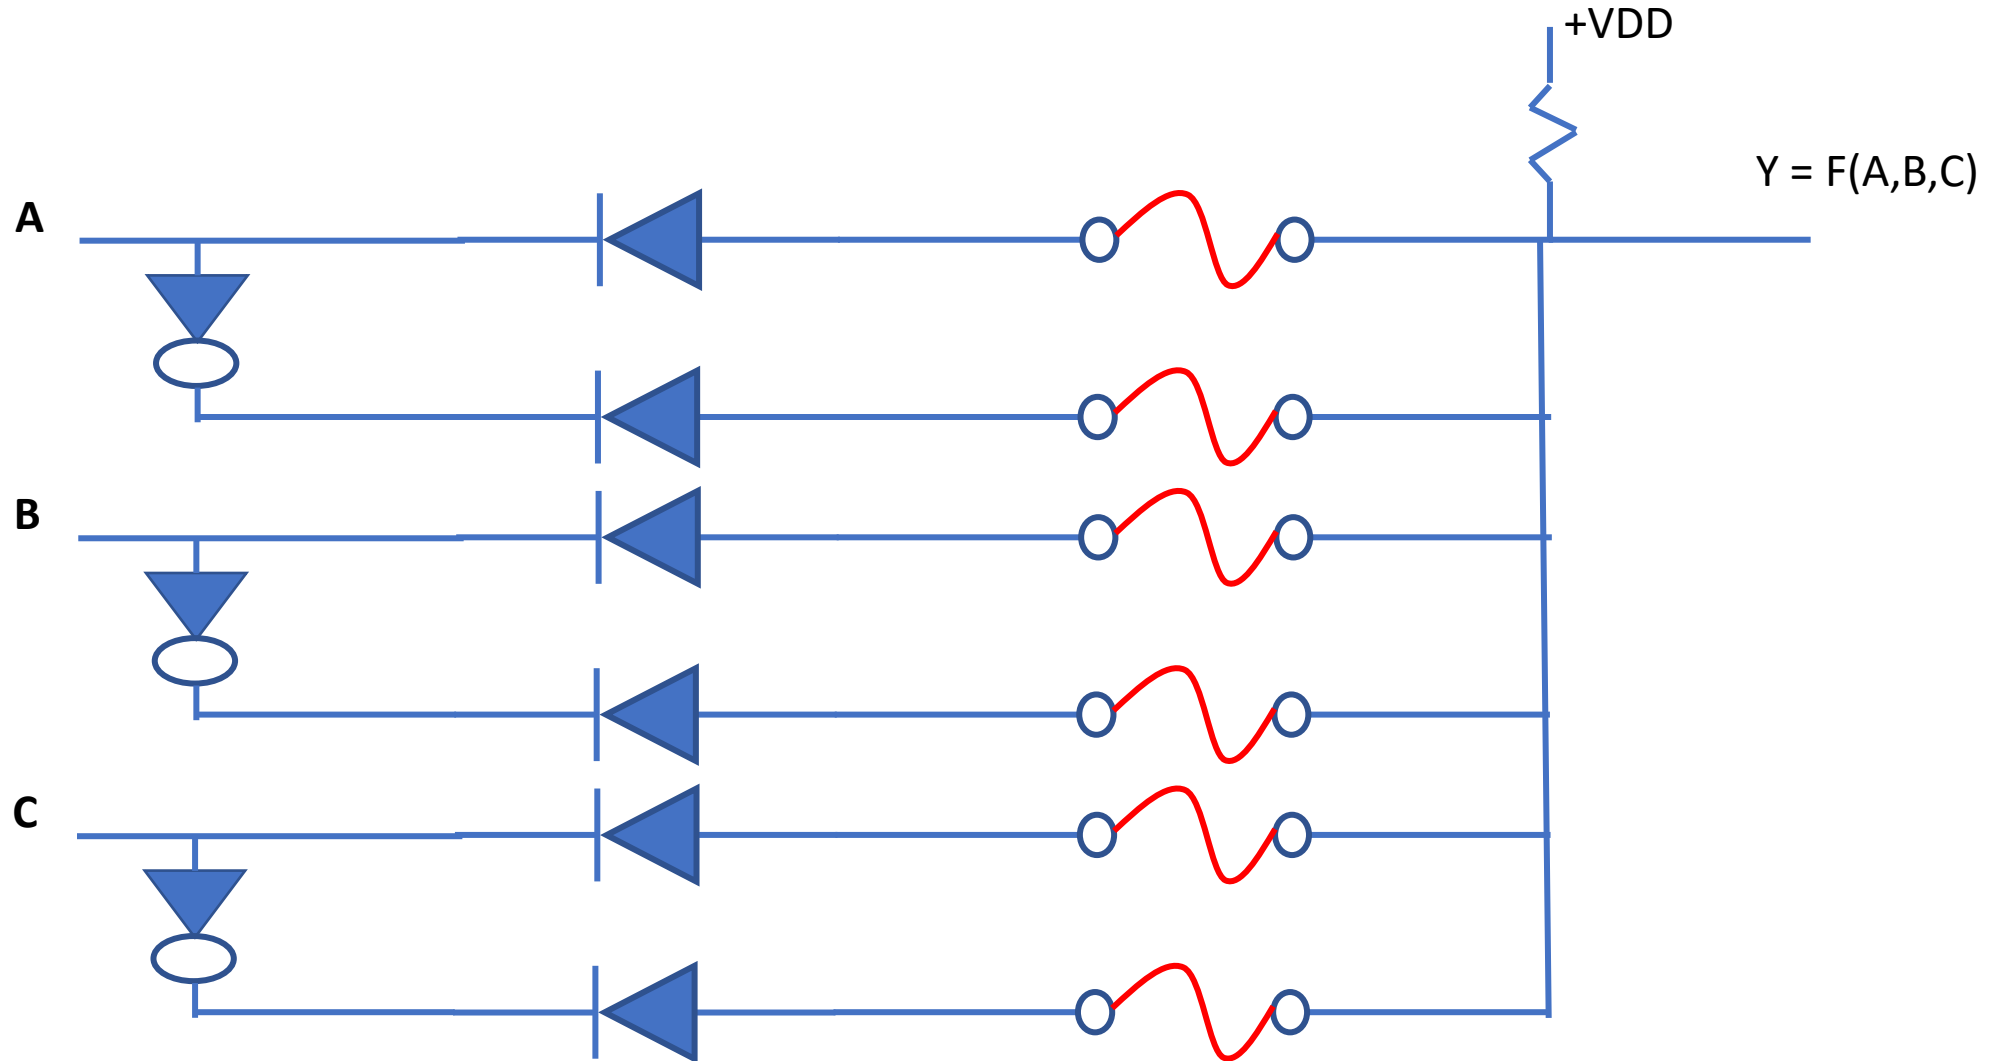 +VDD
Y = F(A,B,C)
A
B
C